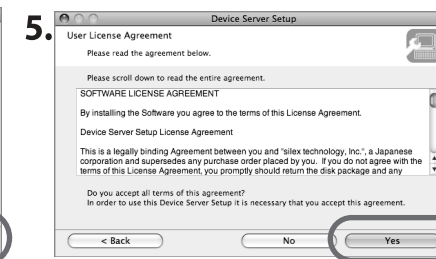 5.
Device Server Setup
User License Agreement
Please read the agreement below.
Please scroll down to read the entire agreement.
SOFTWARE LICENSE AGREEMENT
By installing the Software you agree to the terms of this License Agreement.
Device Server Setup License Agreement
This is a legally binding Agreement between you and "silex technology, Inc.", a Japanese
corporation and supersedes any purchase order placed by you. If you do not agree with the
terms of this License Agreement, you promptly should return the disk package and any
Do you accept all terms of this agreement?
In order to use this Device Server Setup it is necessary that you accept this agreement.
< Back No Yes